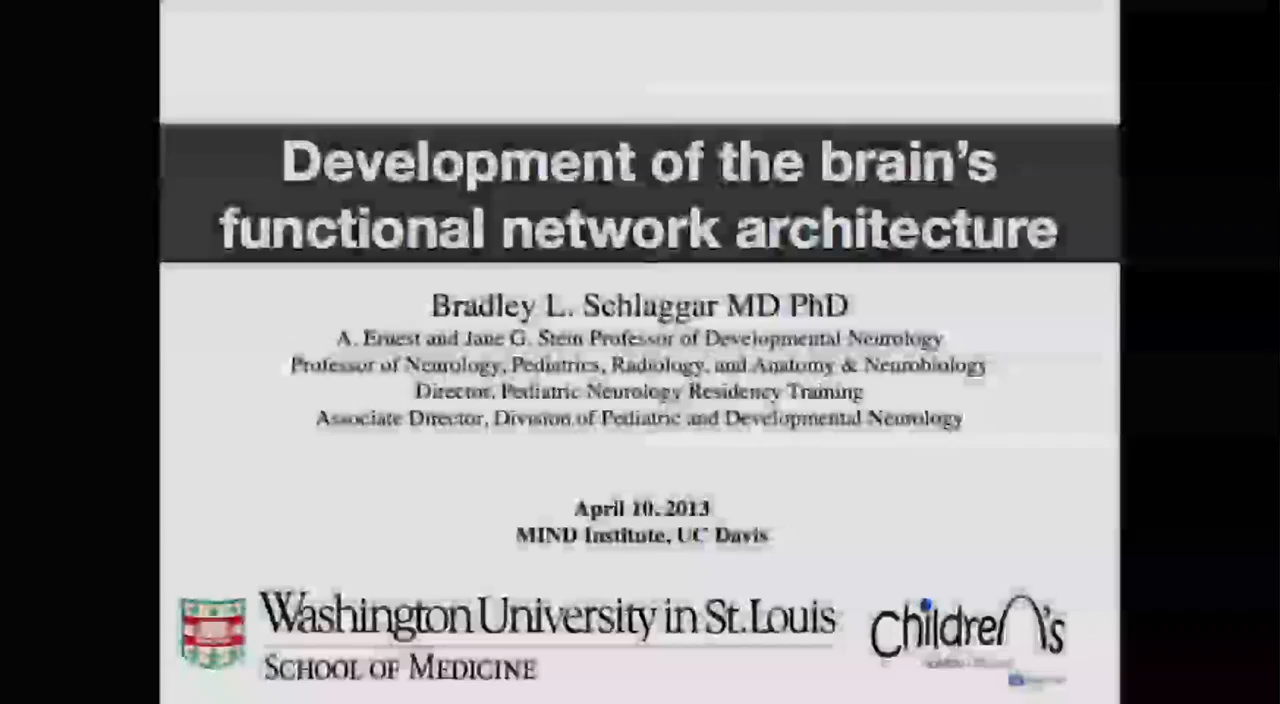 Development of the brain's
functional network architecture
Bradley L. Schlaggar MD PhD
A. Ernest and Jane G. Stein Professor of Developmental Neurology
Professor of Neurology, Pediatrics, Radiology, and Anatomy & Neurobiology
Director, Pediatric Neurology Residency Training
Associate Director, Division of Pediatric and Developmental Neurology
April 10, 2013
MIND Institute, UC Davis
Washington University in St. Louis
SCHOOL OF MEDICINE
Children's